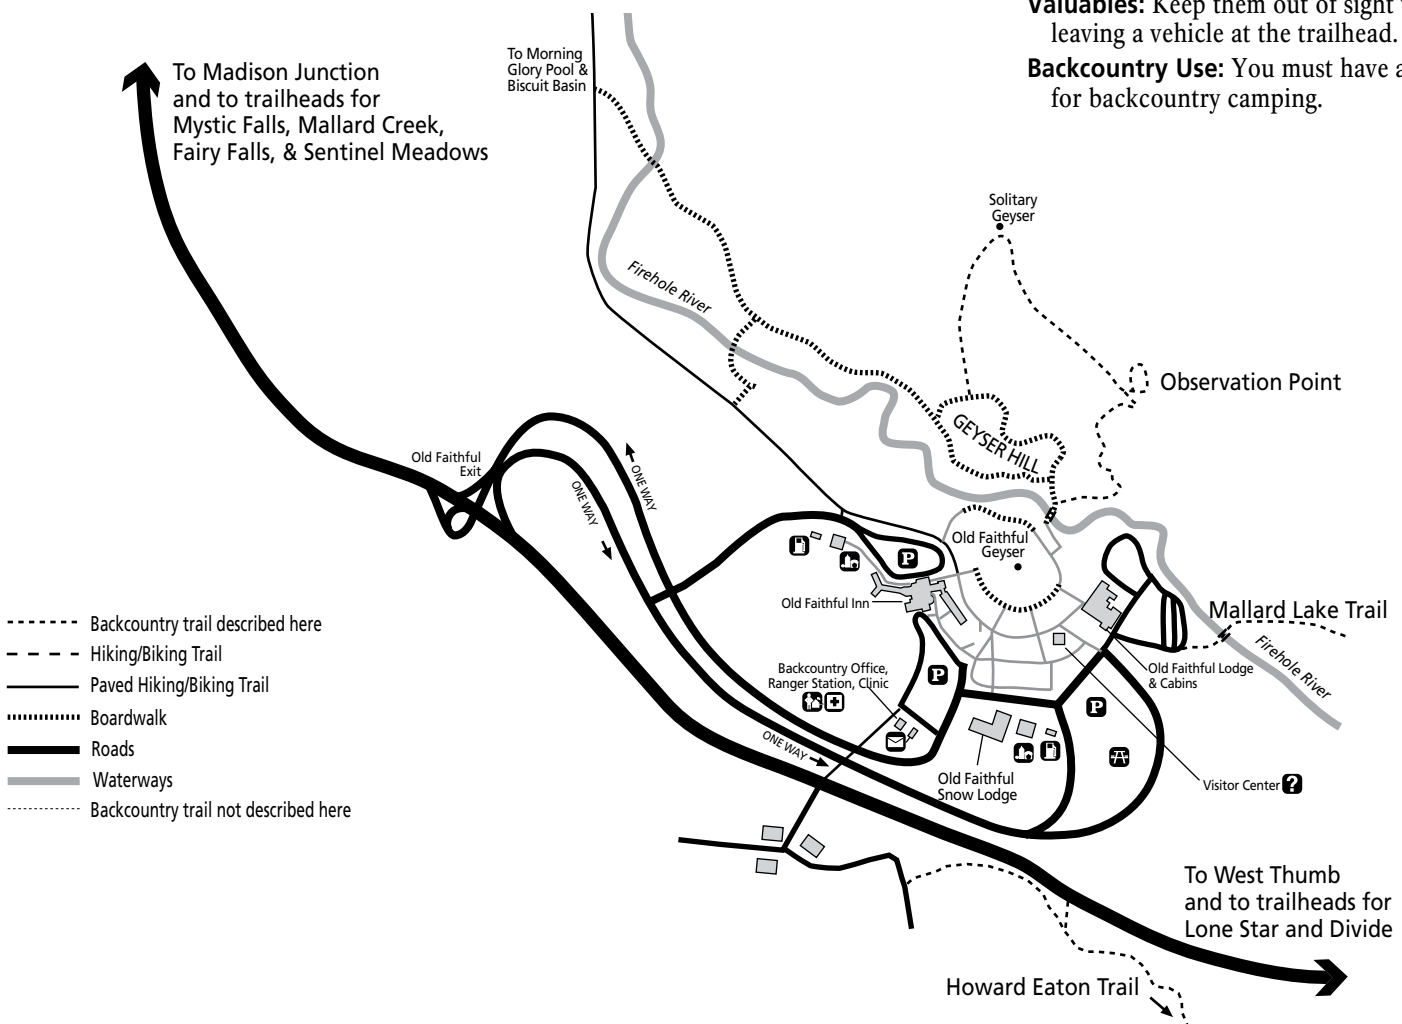 Valuables: Keep them out of sight
leaving a vehicle at the trailhead.
Backcountry Use: You must have a
for backcountry camping.
To Morning
Glory Pool &
Biscuit Basin
To Madison Junction
and to trailheads for
Mystic Falls, Mallard Creek,
Fairy Falls, & Sentinel Meadows
Solitary
Geyser
Firehole River
Observation Point
GEYSER HILL
Old Faithful
Exit
ONE WAY
ONE WAY
P
Old Faithful
Geyser
Old Faithful Inn
Mallard Lake Trail
Firehole River
Backcountry trail described here
Hiking/Biking Trail
Paved Hiking/Biking Trail
Boardwalk
Roads
Waterways
Backcountry trail not described here
Backcountry Office,
Ranger Station, Clinic
P
Old Faithful Lodge
& Cabins
P
ONE WAY
Old Faithful
Snow Lodge
Visitor Center ?
To West Thumb
and to trailheads for
Lone Star and Divide
Howard Eaton Trail